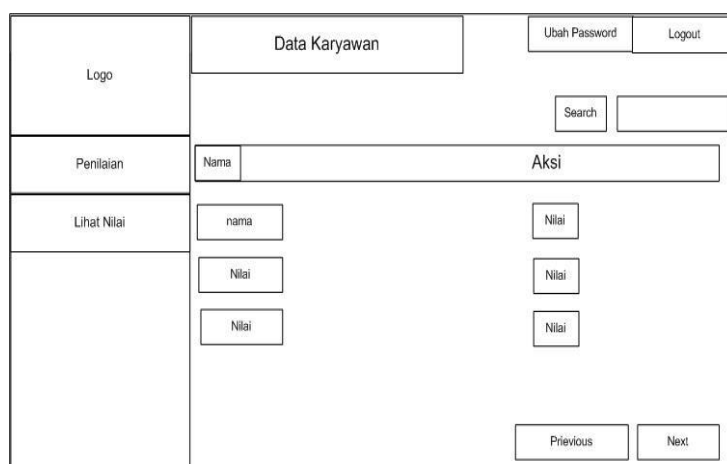 Data Karyawan
Ubah Password
Logout
Logo
Search
Penilaian
Nama
Aksi
Lihat Nilai
nama
Nilai
Nilai
Nilai
Nilai
Nilai
Prievious
Next